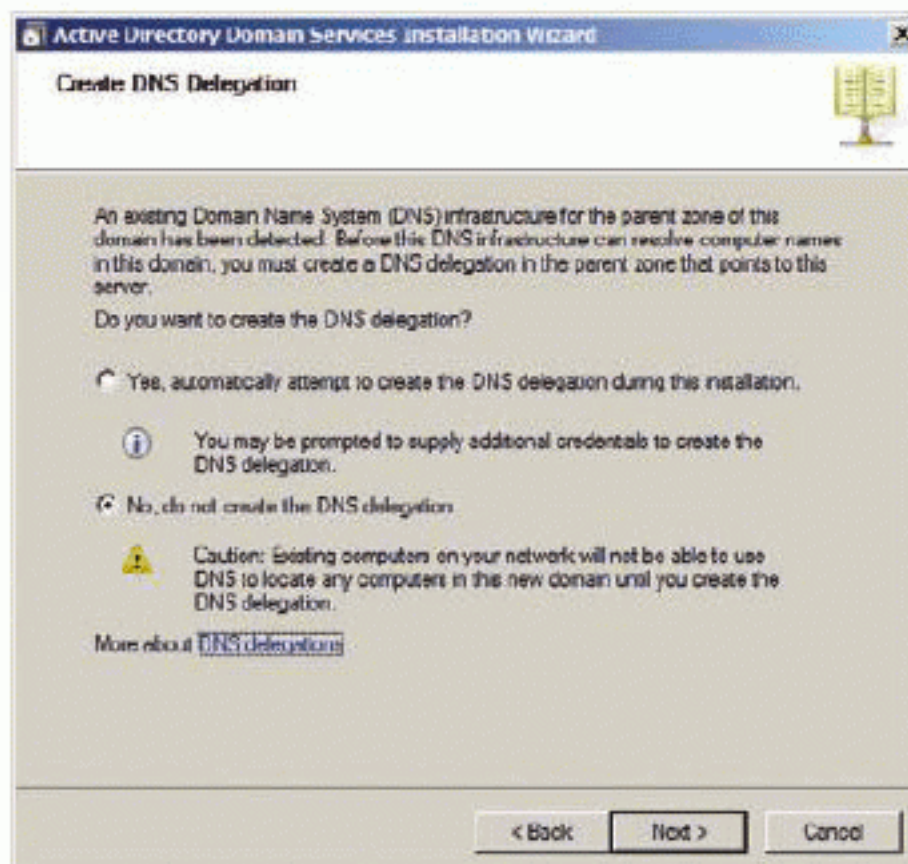 Active Directory Domain Services Installation Wizard
Create DNS Delegation
An existing Domain Name System (DNS) infrastructure for the parent zone of this
domain has been detected. Before this DNS infrastructure can resolve computer names
in this domain, you must create a DNS delegation in the parent zone that points to this
server.
Do you want to create the DNS delegation?
Yes, automatically attempt to create the DNS delegation during this installation.
You may be prompted to supply additional credentials to create the
DNS delegation.
No, do not create the DNS delegation
Caution: Existing computers on your network will not be able to use
DNS to locate any computers in this new domain until you create the
DNS delegation.
More about DNS delegations
< Back
Next >
Cancel